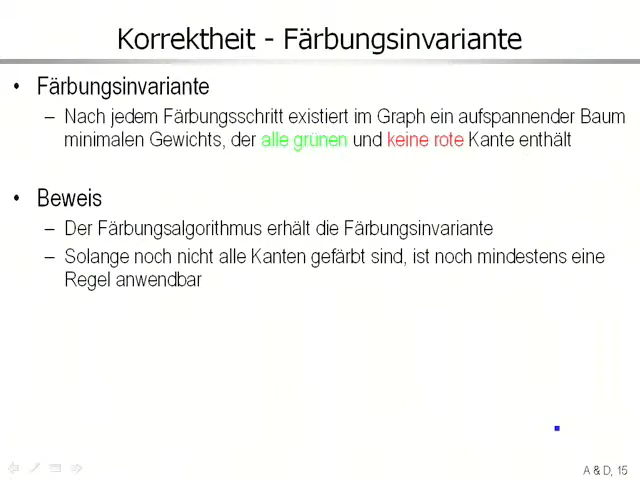 Korrektheit - Färbungsinvariante
• Färbungsinvariante
– Nach jedem Färbungsschritt existiert im Graph ein aufspannender Baum
minimalen Gewichts, der alle grünen und keine rote Kante enthält
• Beweis
– Der Färbungsalgorithmus erhält die Färbungsinvariante
– Solange noch nicht alle Kanten gefärbt sind, ist noch mindestens eine
Regel anwendbar
A & D, 15